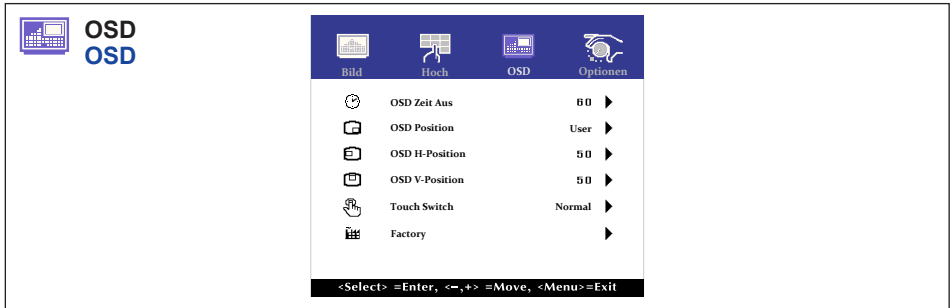 OSD
OSD
Bild Hoch OSD Optionen
OSD Zeit Aus 60
OSD Position User
OSD H-Position 50
OSD V-Position 50
Touch Switch Normal
Factory
<Select> =Enter, <−,+> =Move, <Menu>=Exit